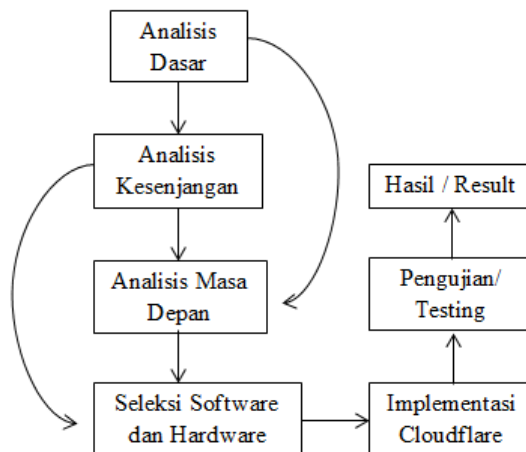 Analisis
Dasar
Analisis
Kesenjangan
Analisis Masa
Depan
Seleksi Software
dan Hardware
Implementasi
Cloudflare
Pengujian/
Testing
Hasil / Result